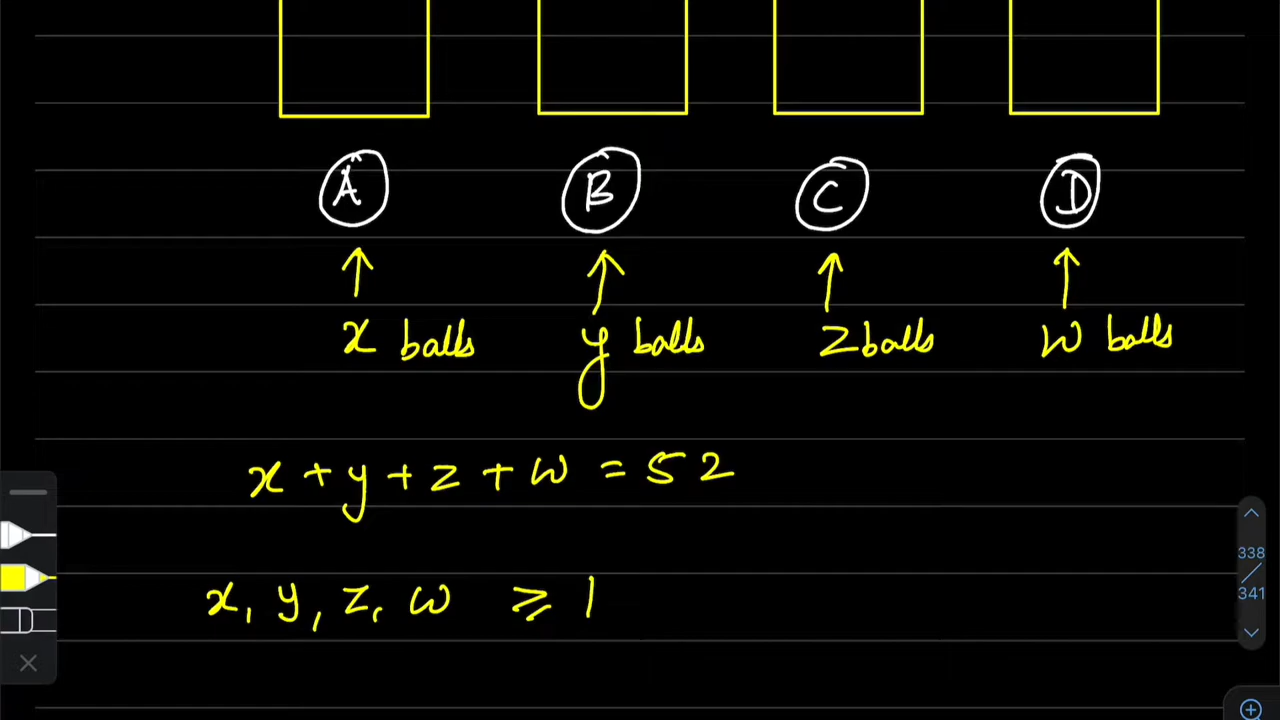 A B C D
x balls y balls z balls w balls
x + y + z + w = 52
x, y, z, w ≥ 1
338
341